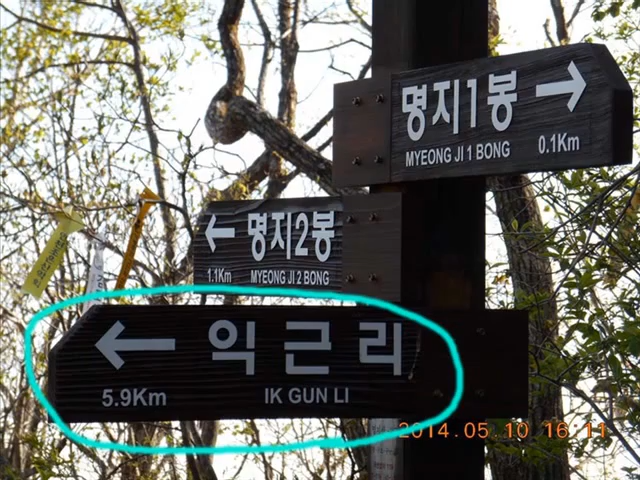 명지1봉 →
MYEONG JI 1 BONG 0.1Km
← 명지2봉
1.1Km MYEONG JI 2 BONG
← 익근리
5.9Km IK GUN LI
2014.05.10 16:11